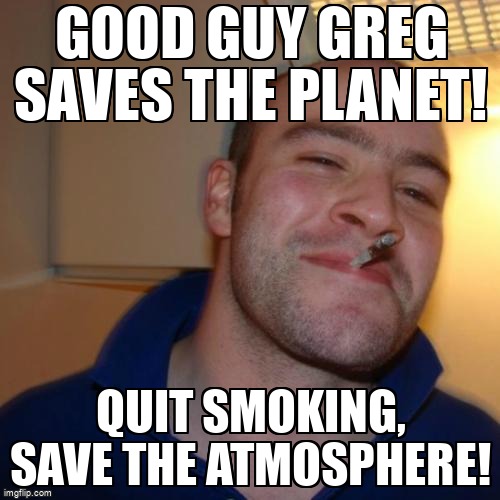 GOOD GUY GREG
SAVES THE PLANET!
QUIT SMOKING,
SAVE THE ATMOSPHERE!
imgflip.com